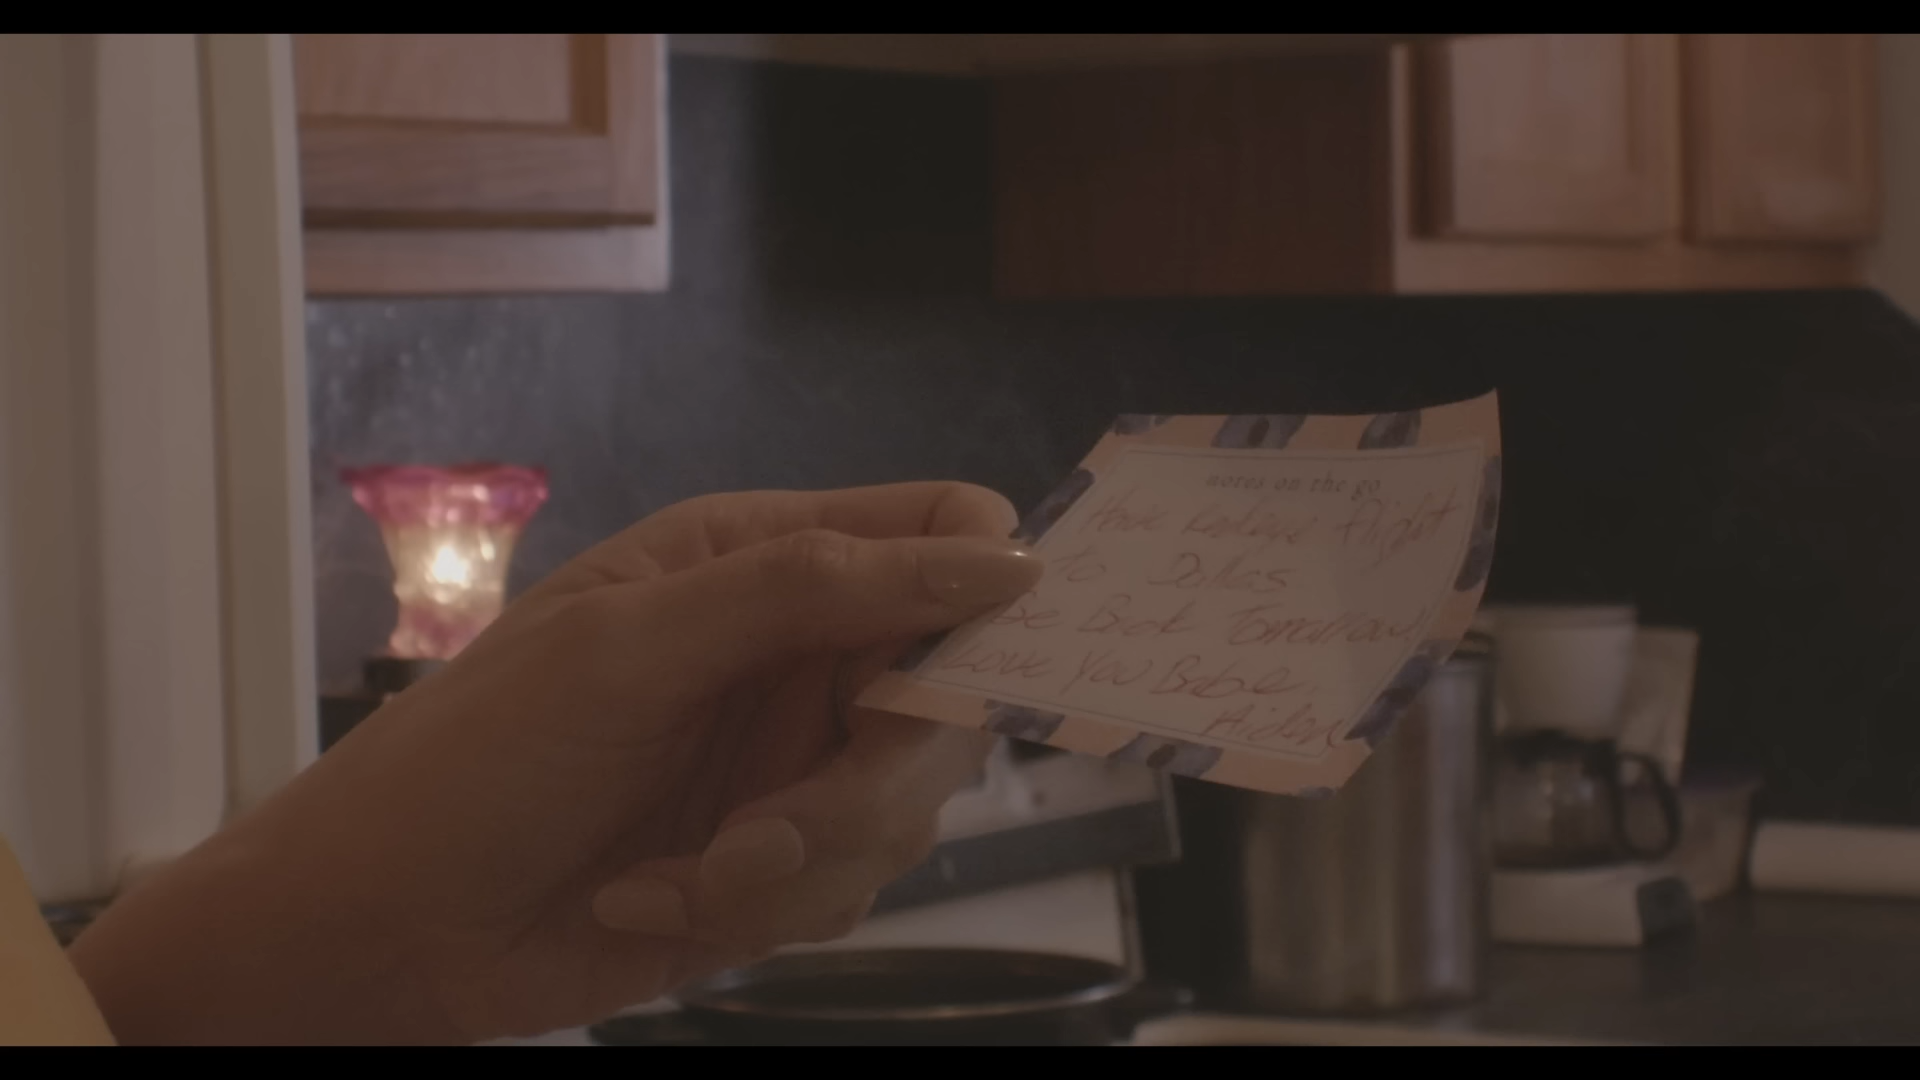 notes on the go
Have Redeye flight
to Dallas
Be Back Tomorrow!
Love You Babe,
Aiden